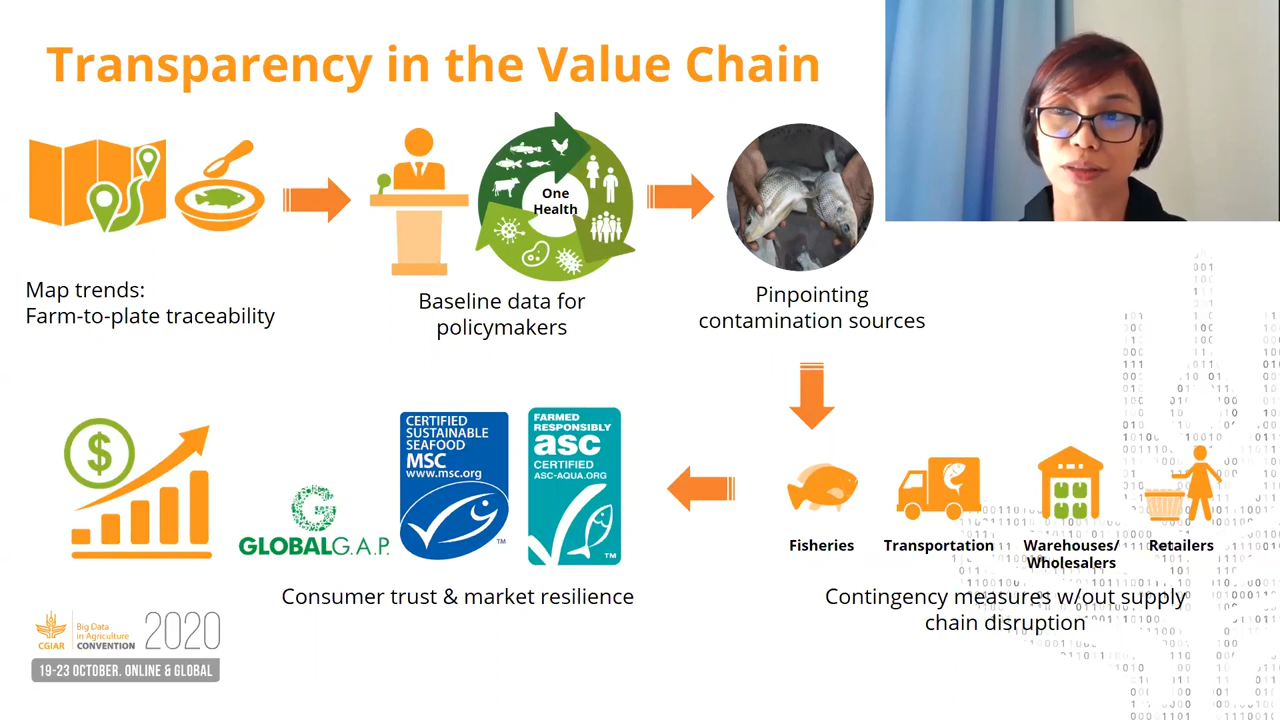 Transparency in the Value Chain
One
Health
Map trends:
Farm-to-plate traceability
Baseline data for
policymakers
Pinpointing
contamination sources
$
GLOBALG.A.P.
CERTIFIED
SUSTAINABLE
SEAFOOD
MSC
www.msc.org
TM
FARMED
RESPONSIBLY
asc
CERTIFIED
ASC-AQUA.ORG
TM
Consumer trust & market resilience
Fisheries
Transportation
Warehouses/
Wholesalers
Retailers
Contingency measures w/out supply
chain disruption
CGIAR
Big Data
in Agriculture
CONVENTION
2020
19-23 OCTOBER. ONLINE & GLOBAL